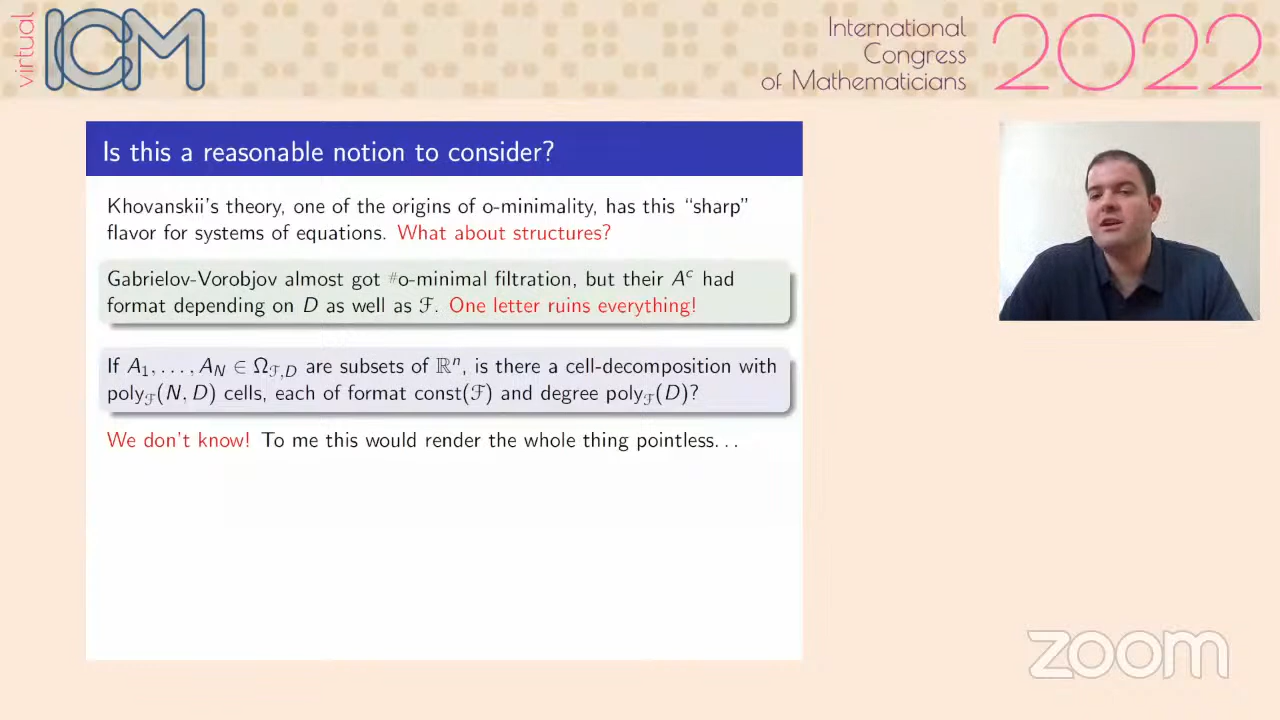 virtual
ICM
International
Congress
of Mathematicians
2022
Is this a reasonable notion to consider?
Khovanskii's theory, one of the origins of o-minimality, has this “sharp”
flavor for systems of equations. What about structures?
Gabrielov-Vorobjov almost got #o-minimal filtration, but their Aᶜ had
format depending on D as well as ℱ. One letter ruins everything!
If A₁, . . . , A_N ∈ Ω_{ℱ,D} are subsets of ℝⁿ, is there a cell-decomposition with
poly_ℱ(N, D) cells, each of format const(ℱ) and degree poly_ℱ(D)?
We don't know! To me this would render the whole thing pointless. . .
zoom